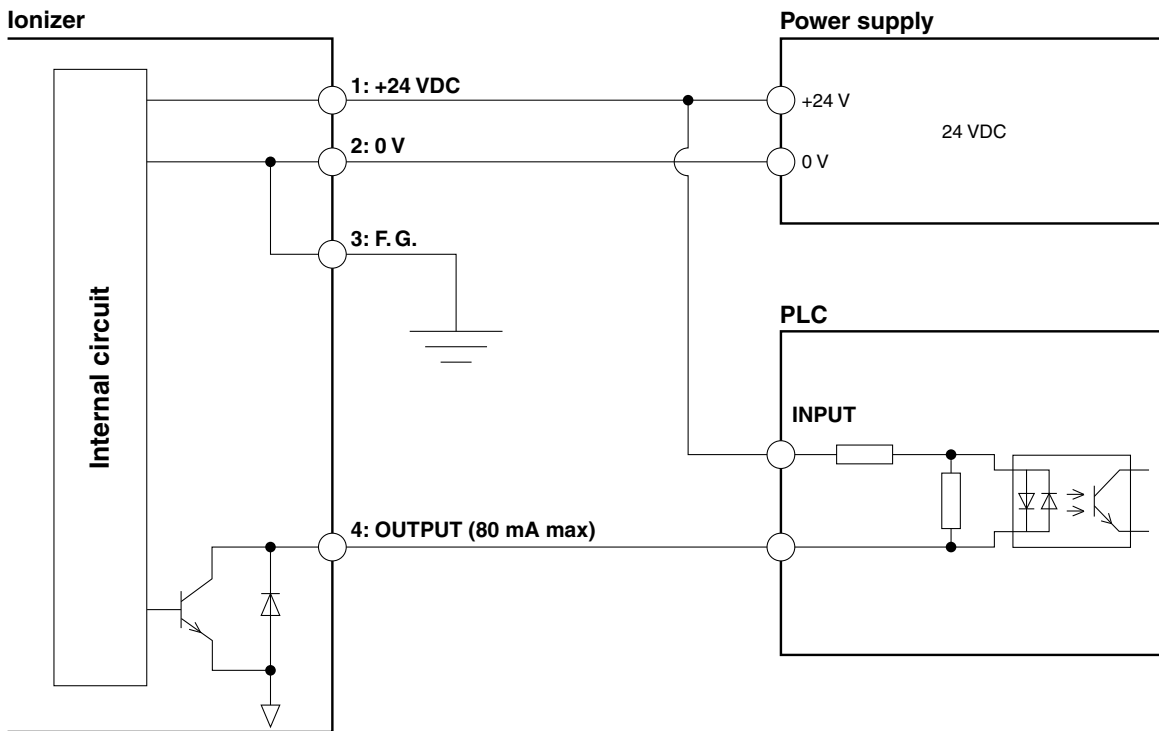 Ionizer
Power supply
1: +24 VDC
+24 V
24 VDC
2: 0 V
0 V
3: F. G.
Internal circuit
PLC
INPUT
4: OUTPUT (80 mA max)